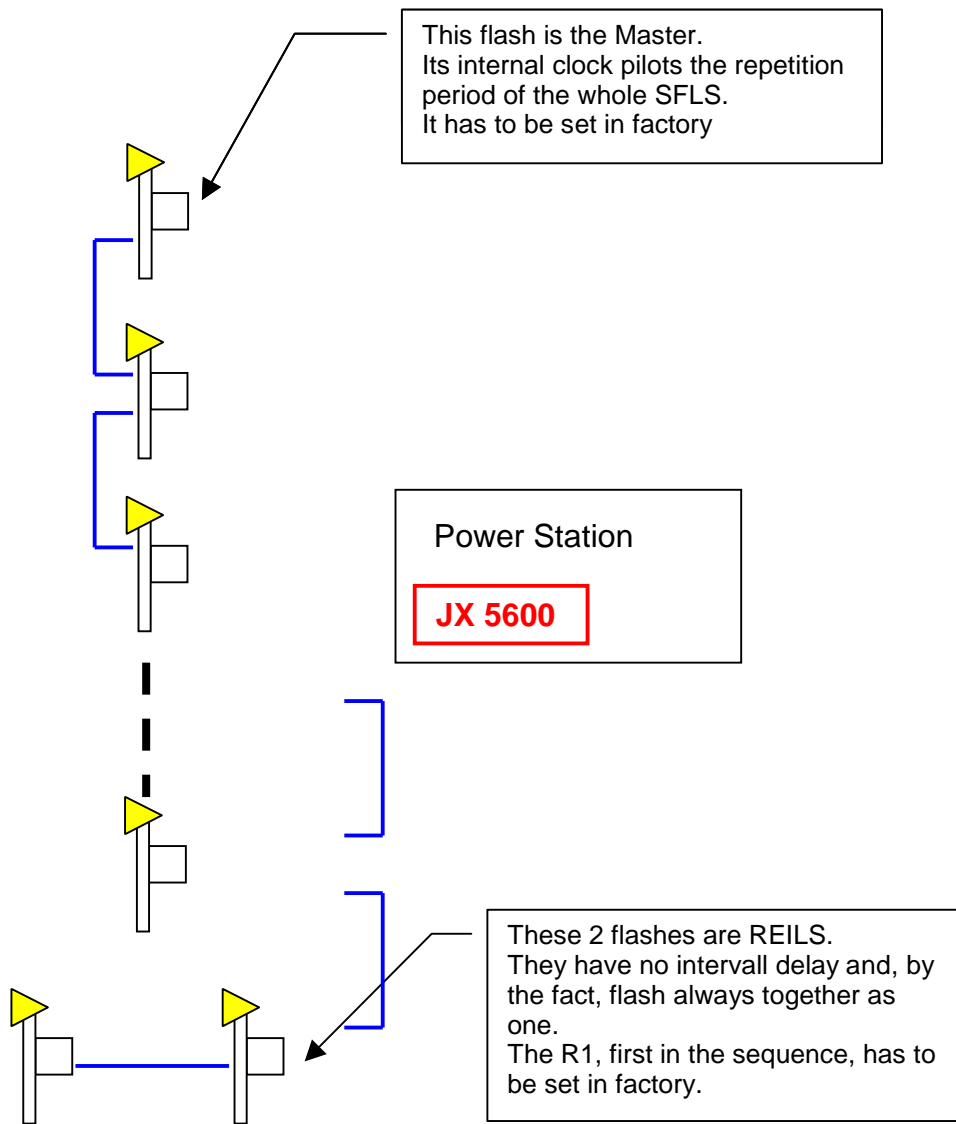 This flash is the Master.
Its internal clock pilots the repetition
period of the whole SFLS.
It has to be set in factory
Power Station
JX 5600
These 2 flashes are REILS.
They have no intervall delay and, by
the fact, flash always together as
one.
The R1, first in the sequence, has to
be set in factory.